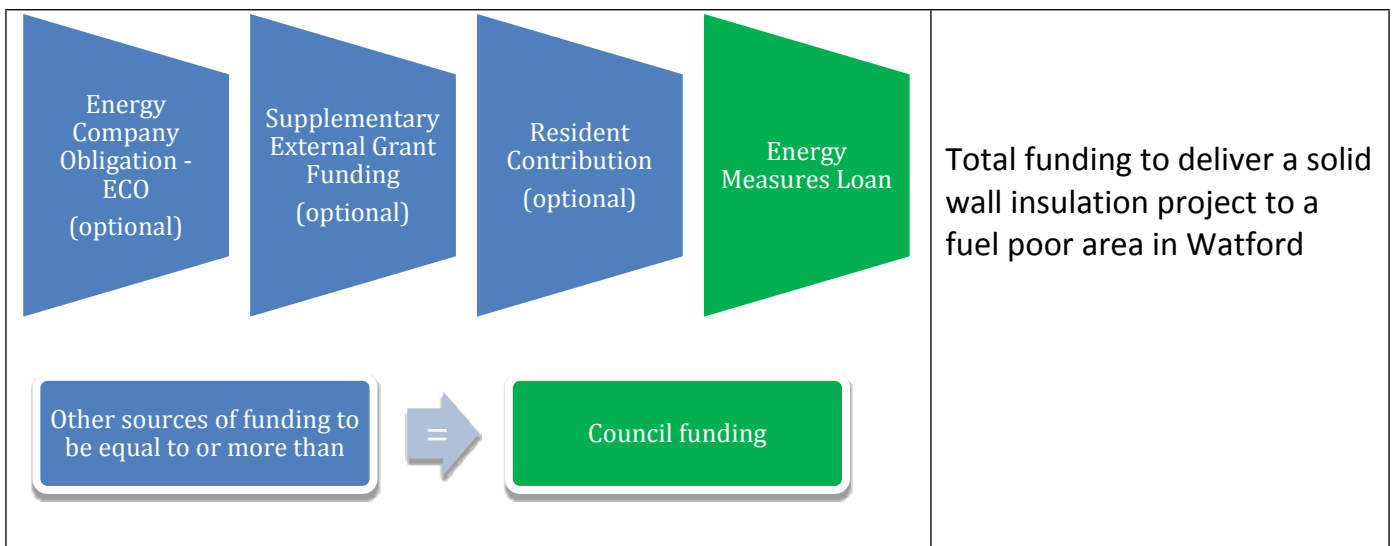 Energy
Company
Obligation -
ECO
(optional)
Supplementary
External Grant
Funding
(optional)
Resident
Contribution
(optional)
Energy
Measures Loan
Total funding to deliver a solid
wall insulation project to a
fuel poor area in Watford
Other sources of funding to
be equal to or more than
=
Council funding